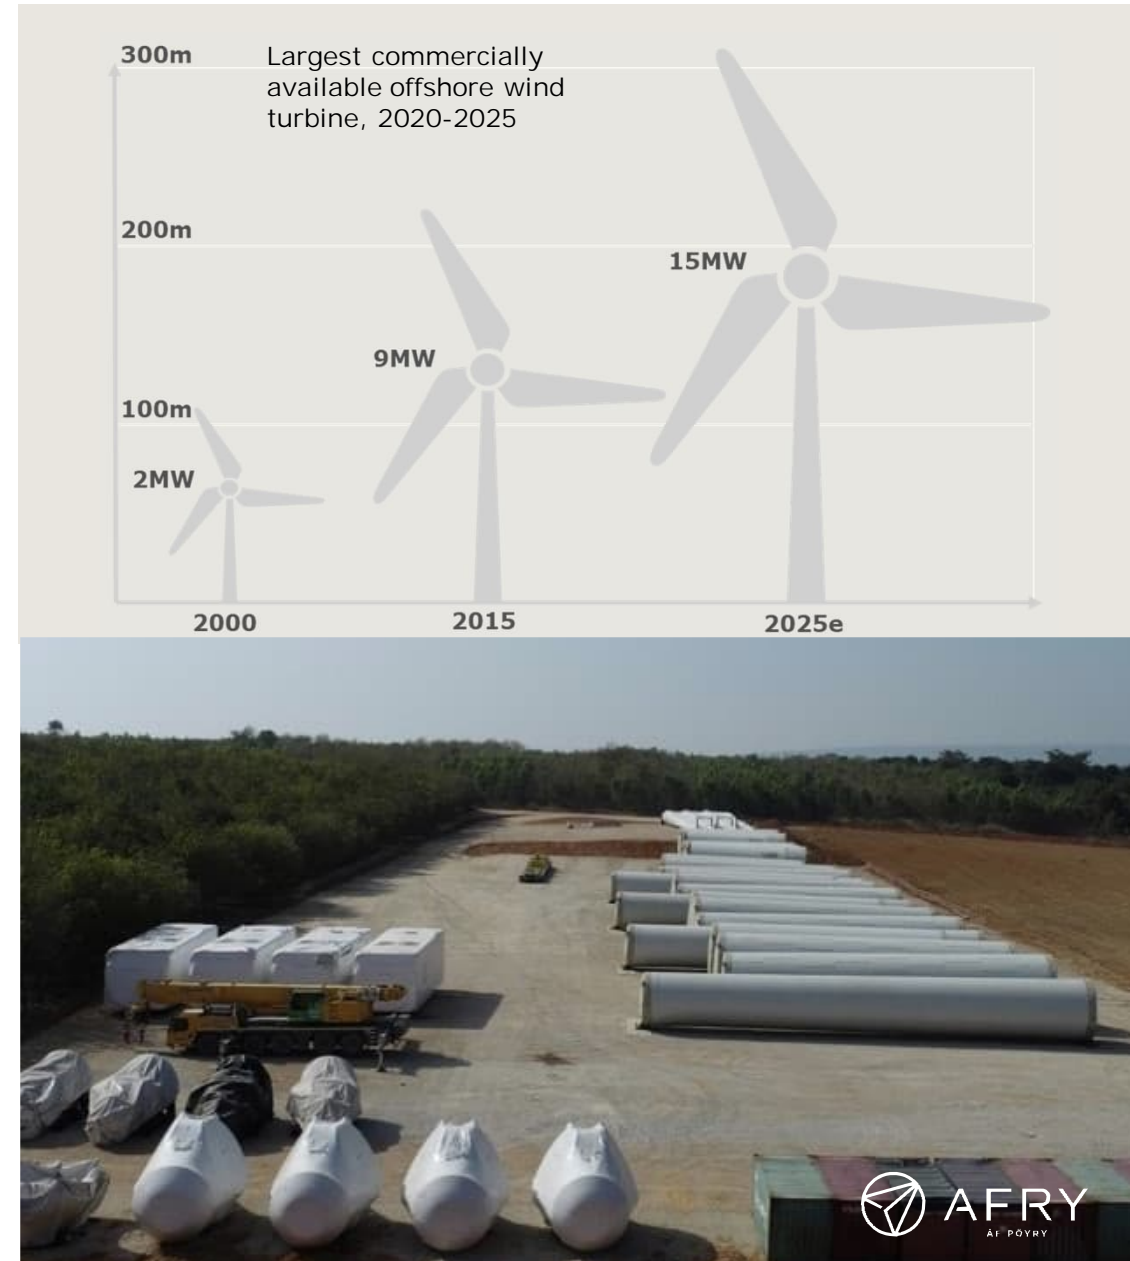 300m
Largest commercially
available offshore wind
turbine, 2020-2025
200m
15MW
9MW
100m
2MW
2000
2015
2025e
AFRY
ÅF PÖYRY